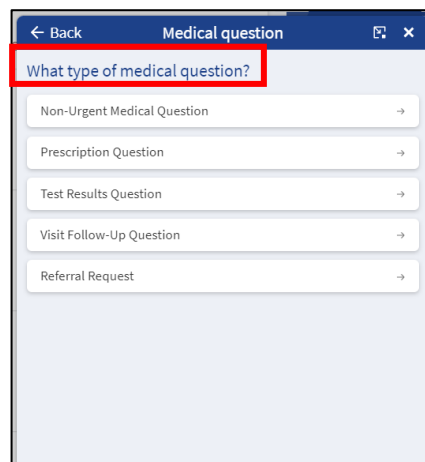 ← Back Medical question ×
What type of medical question?
Non-Urgent Medical Question →
Prescription Question →
Test Results Question →
Visit Follow-Up Question →
Referral Request →